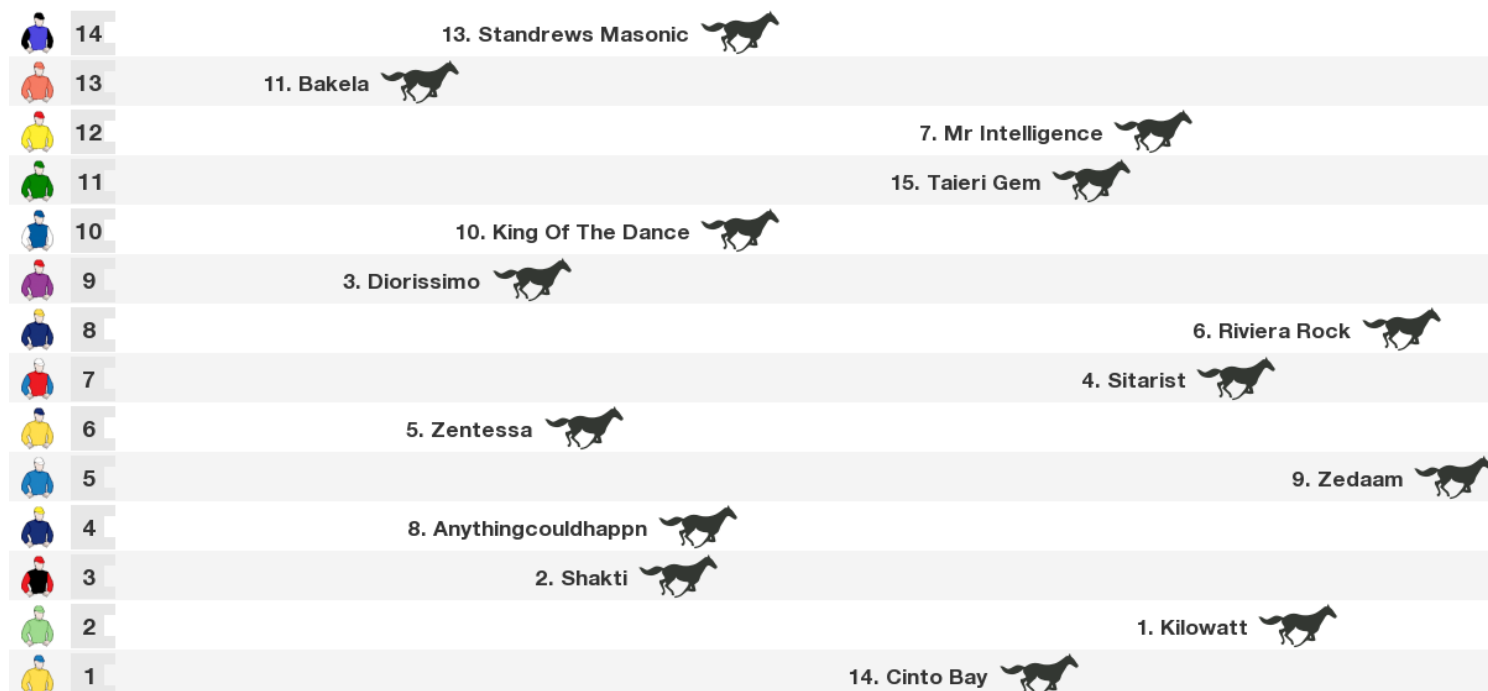 14 13. Standrews Masonic
13 11. Bakela
12 7. Mr Intelligence
11 15. Taieri Gem
10 10. King Of The Dance
9 3. Diorissimo
8 6. Riviera Rock
7 4. Sitarist
6 5. Zentessa
5 9. Zedaam
4 8. Anythingcouldhappn
3 2. Shakti
2 1. Kilowatt
1 14. Cinto Bay